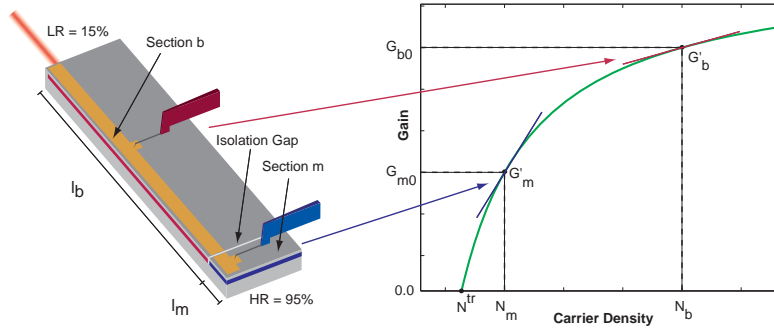 LR = 15%
Section b
Isolation Gap
Section m
l_b
l_m
HR = 95%
G_b0
G'_b
Gain
G_m0
G'_m
0.0
N^tr
N_m
N_b
Carrier Density